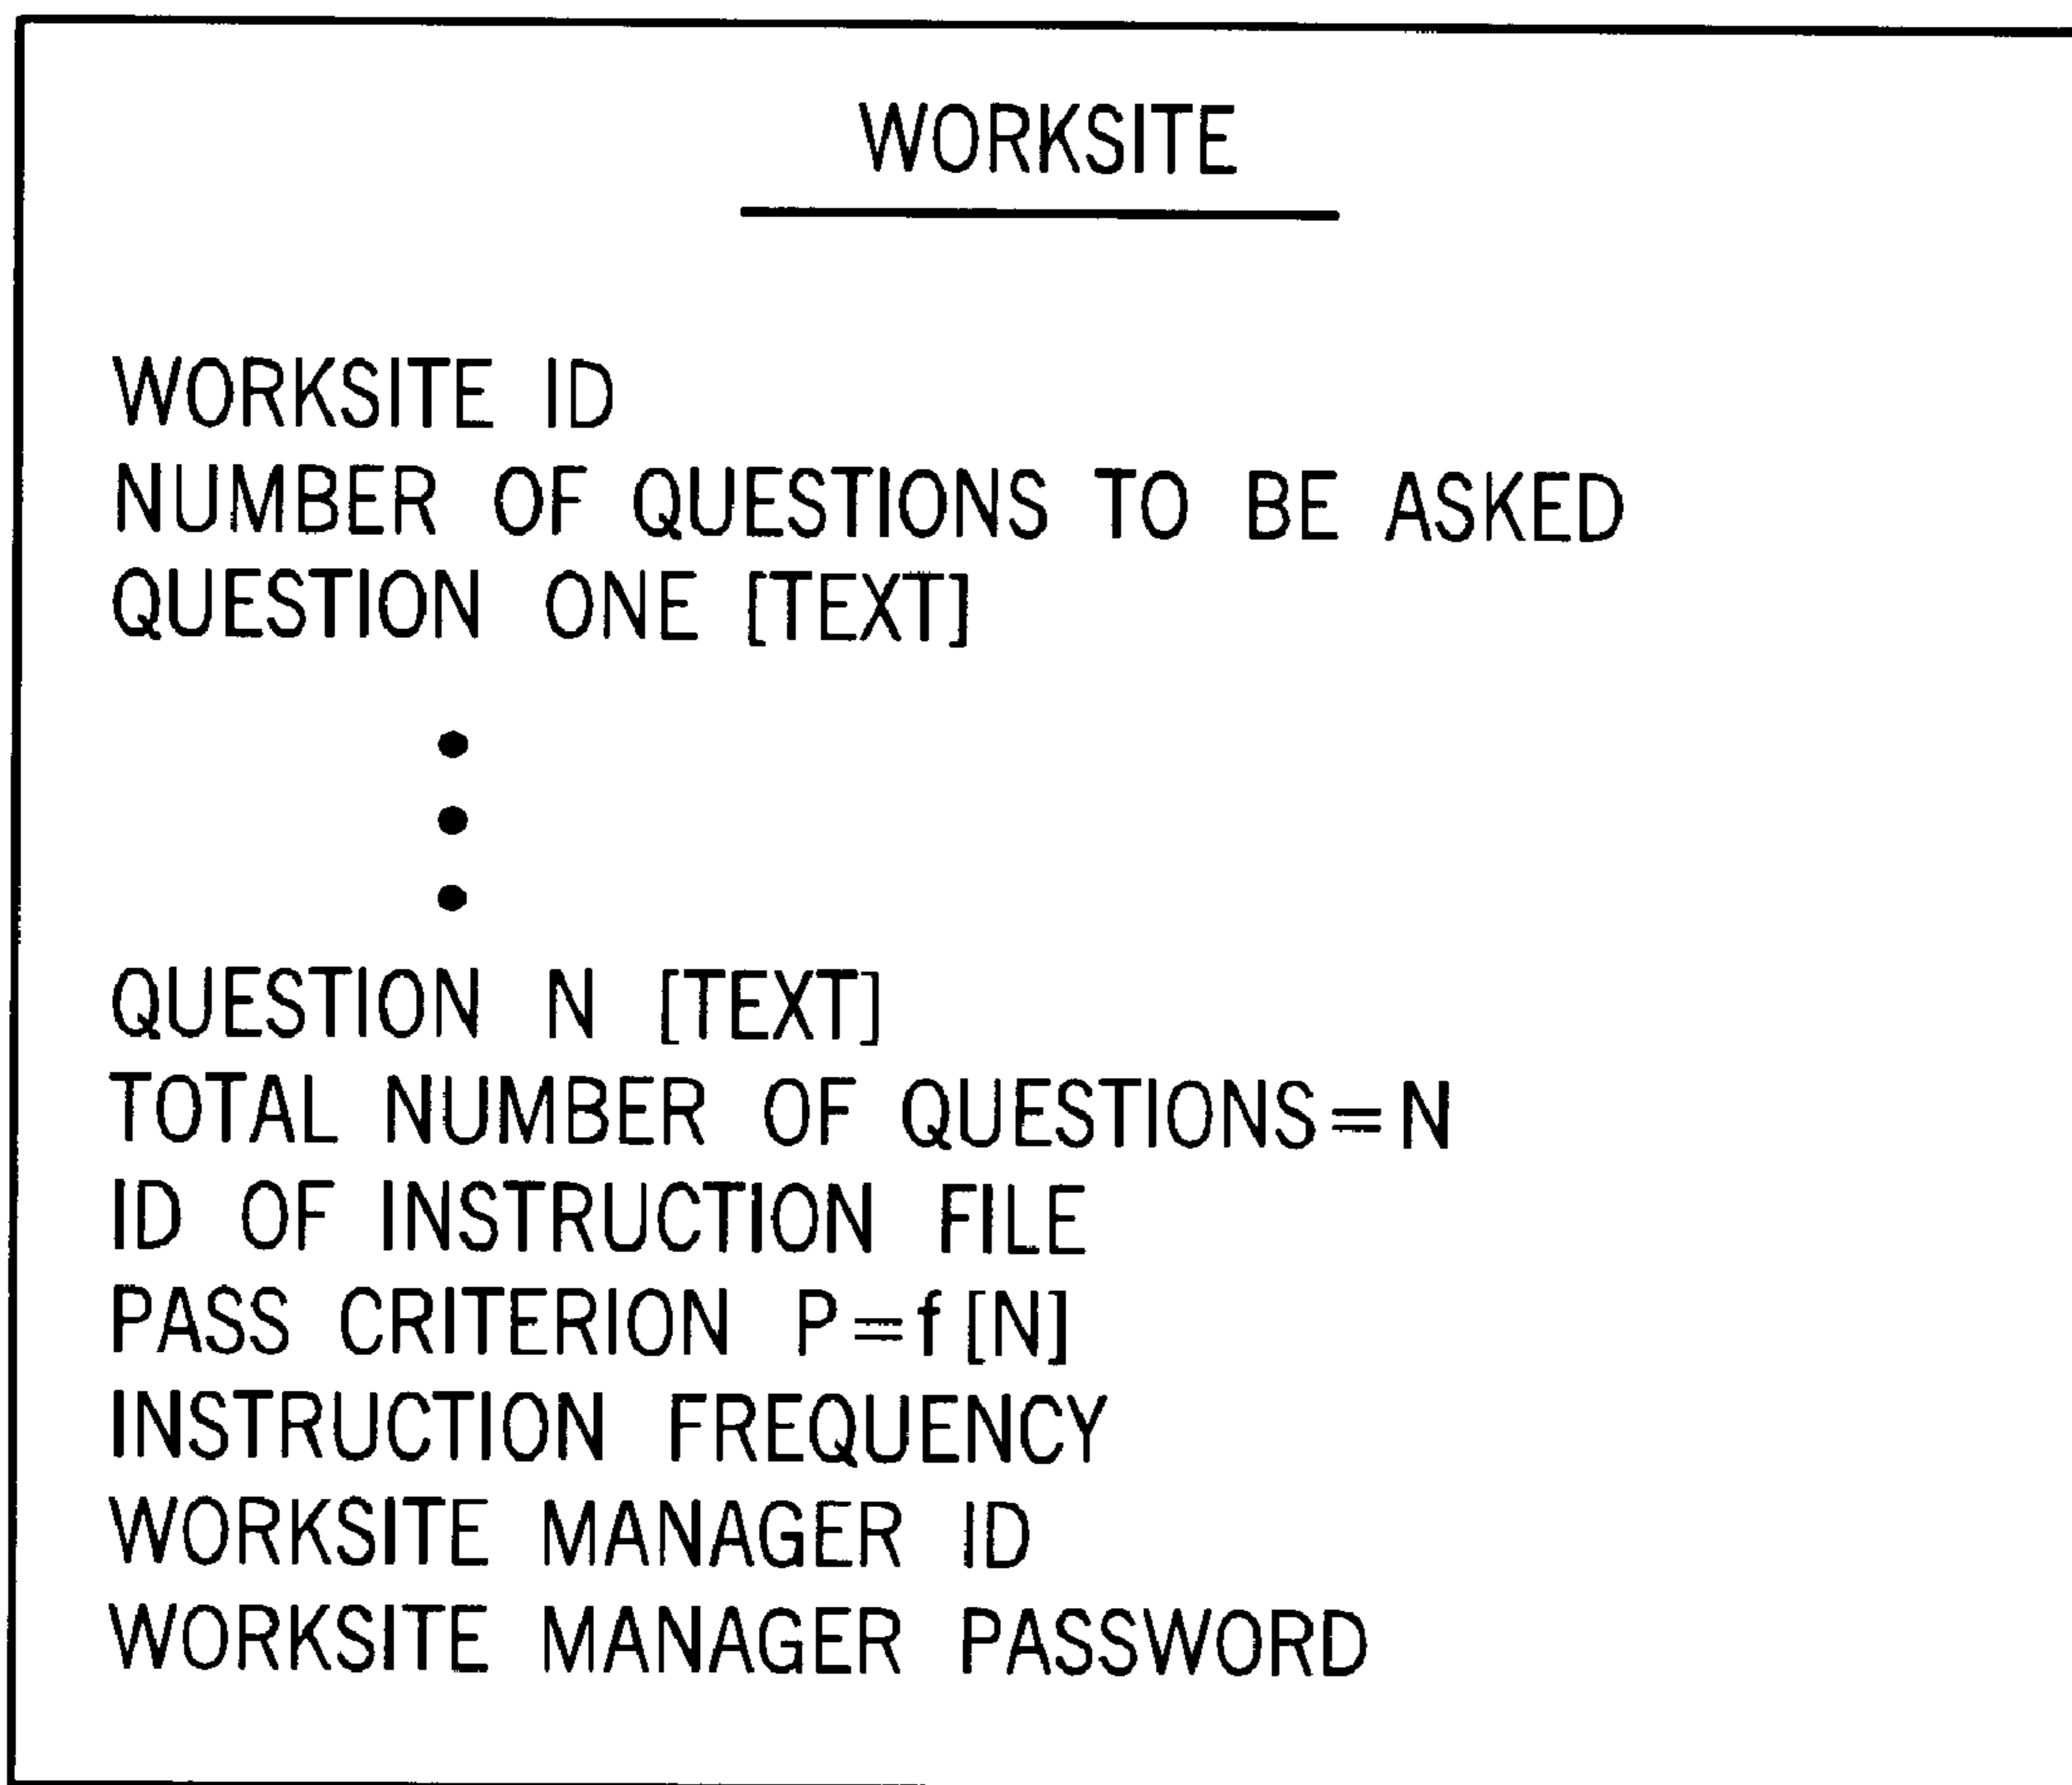 WORKSITE
WORKSITE ID
NUMBER OF QUESTIONS TO BE ASKED
QUESTION ONE [TEXT]
QUESTION N [TEXT]
TOTAL NUMBER OF QUESTIONS=N
ID OF INSTRUCTION FILE
PASS CRITERION P=f[N]
INSTRUCTION FREQUENCY
WORKSITE MANAGER ID
WORKSITE MANAGER PASSWORD